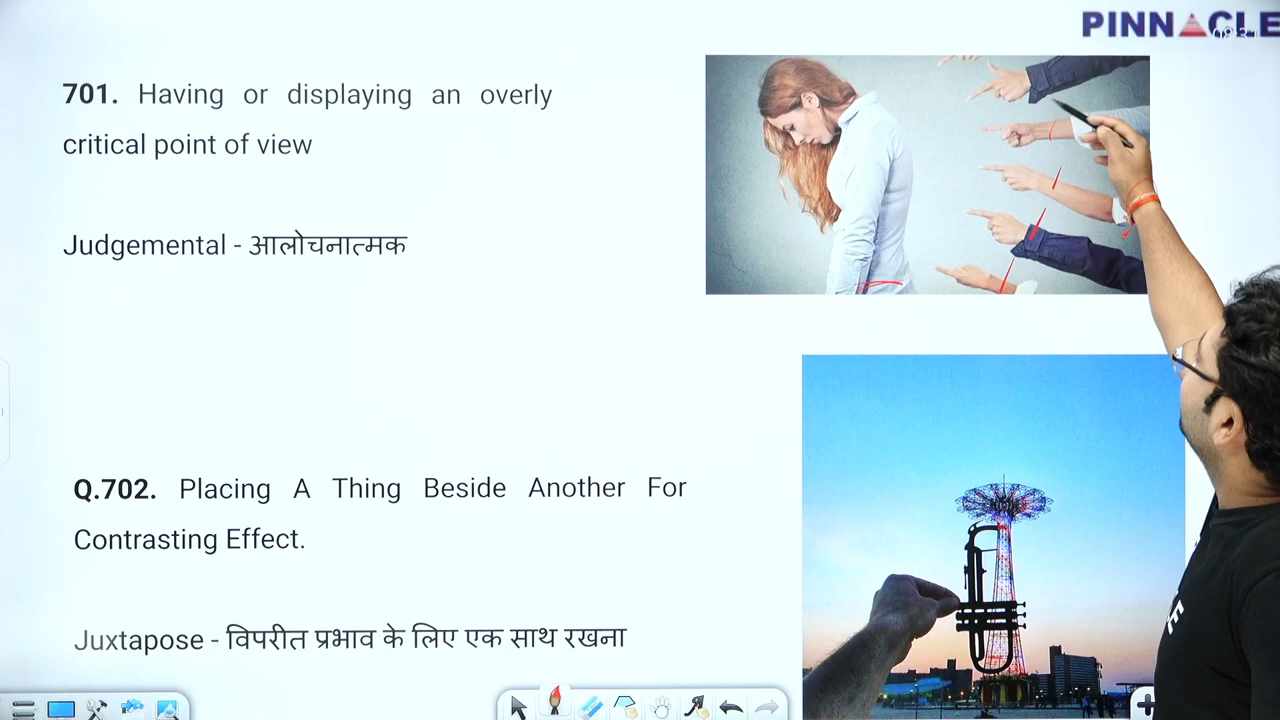 PINNACLE
701. Having or displaying an overly
critical point of view
Judgemental - आलोचनात्मक
Q.702. Placing A Thing Beside Another For
Contrasting Effect.
Juxtapose - विपरीत प्रभाव के लिए एक साथ रखना